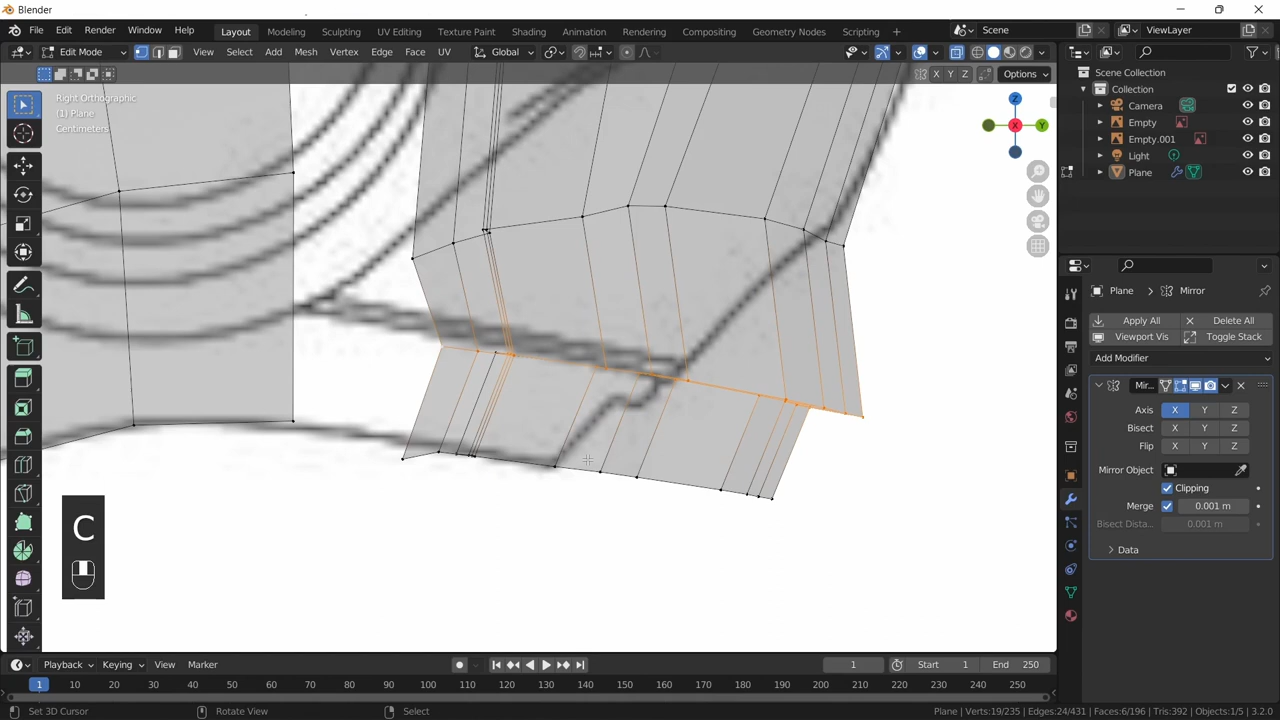 Blender
File Edit Render Window Help
Layout Modeling Sculpting UV Editing Texture Paint Shading Animation Rendering Compositing Geometry Nodes Scripting +
Scene ViewLayer
Edit Mode View Select Add Mesh Vertex Edge Face UV Global
X Y Z Options
Right Orthographic
(1) Plane
Centimeters
Z
X Y
Scene Collection
Collection
Camera
Empty
Empty.001
Light
Plane
Plane > Mirror
Apply All Delete All
Viewport Vis Toggle Stack
Add Modifier
Mir...
Axis X Y Z
Bisect X Y Z
Flip X Y Z
Mirror Object
Clipping
Merge 0.001 m
Bisect Dista... 0.001 m
Data
C
Playback Keying View Marker 1 Start 1 End 250
1 10 20 30 40 50 60 70 80 90 100 110 120 130 140 150 160 170 180 190 200 210 220 230 240 250
Set 3D Cursor Rotate View Select Plane | Verts:19/235 | Edges:24/431 | Faces:6/196 | Tris:392 | Objects:1/5 | 3.2.0